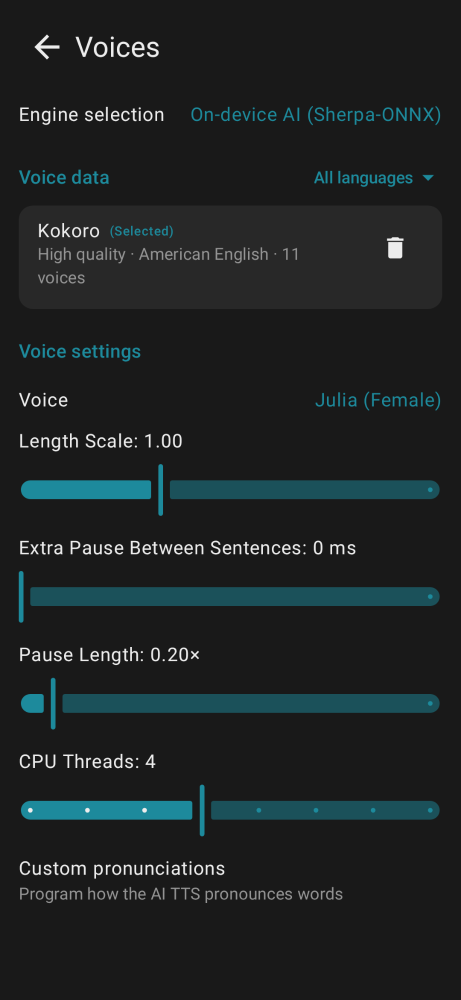 Voices
Engine selection On-device AI (Sherpa-ONNX)
Voice data All languages
Kokoro (Selected)
High quality · American English · 11
voices
Voice settings
Voice Julia (Female)
Length Scale: 1.00
Extra Pause Between Sentences: 0 ms
Pause Length: 0.20×
CPU Threads: 4
Custom pronunciations
Program how the AI TTS pronounces words